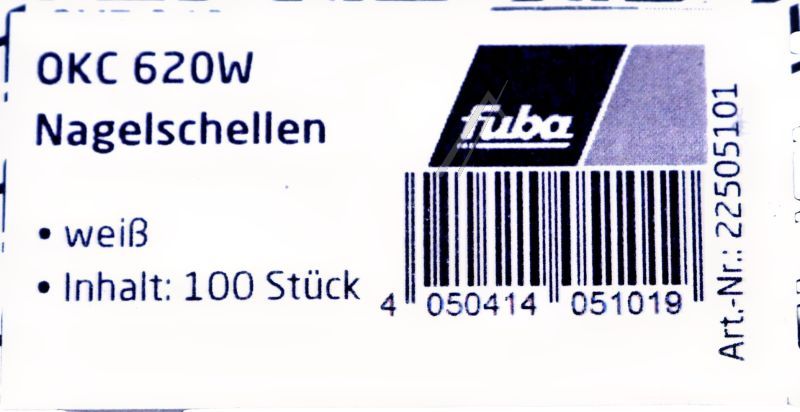 OKC 620W
Nagelschellen
• weiß
• Inhalt: 100 Stück
fuba
4 050414 051019
Art.-Nr.: 22505101